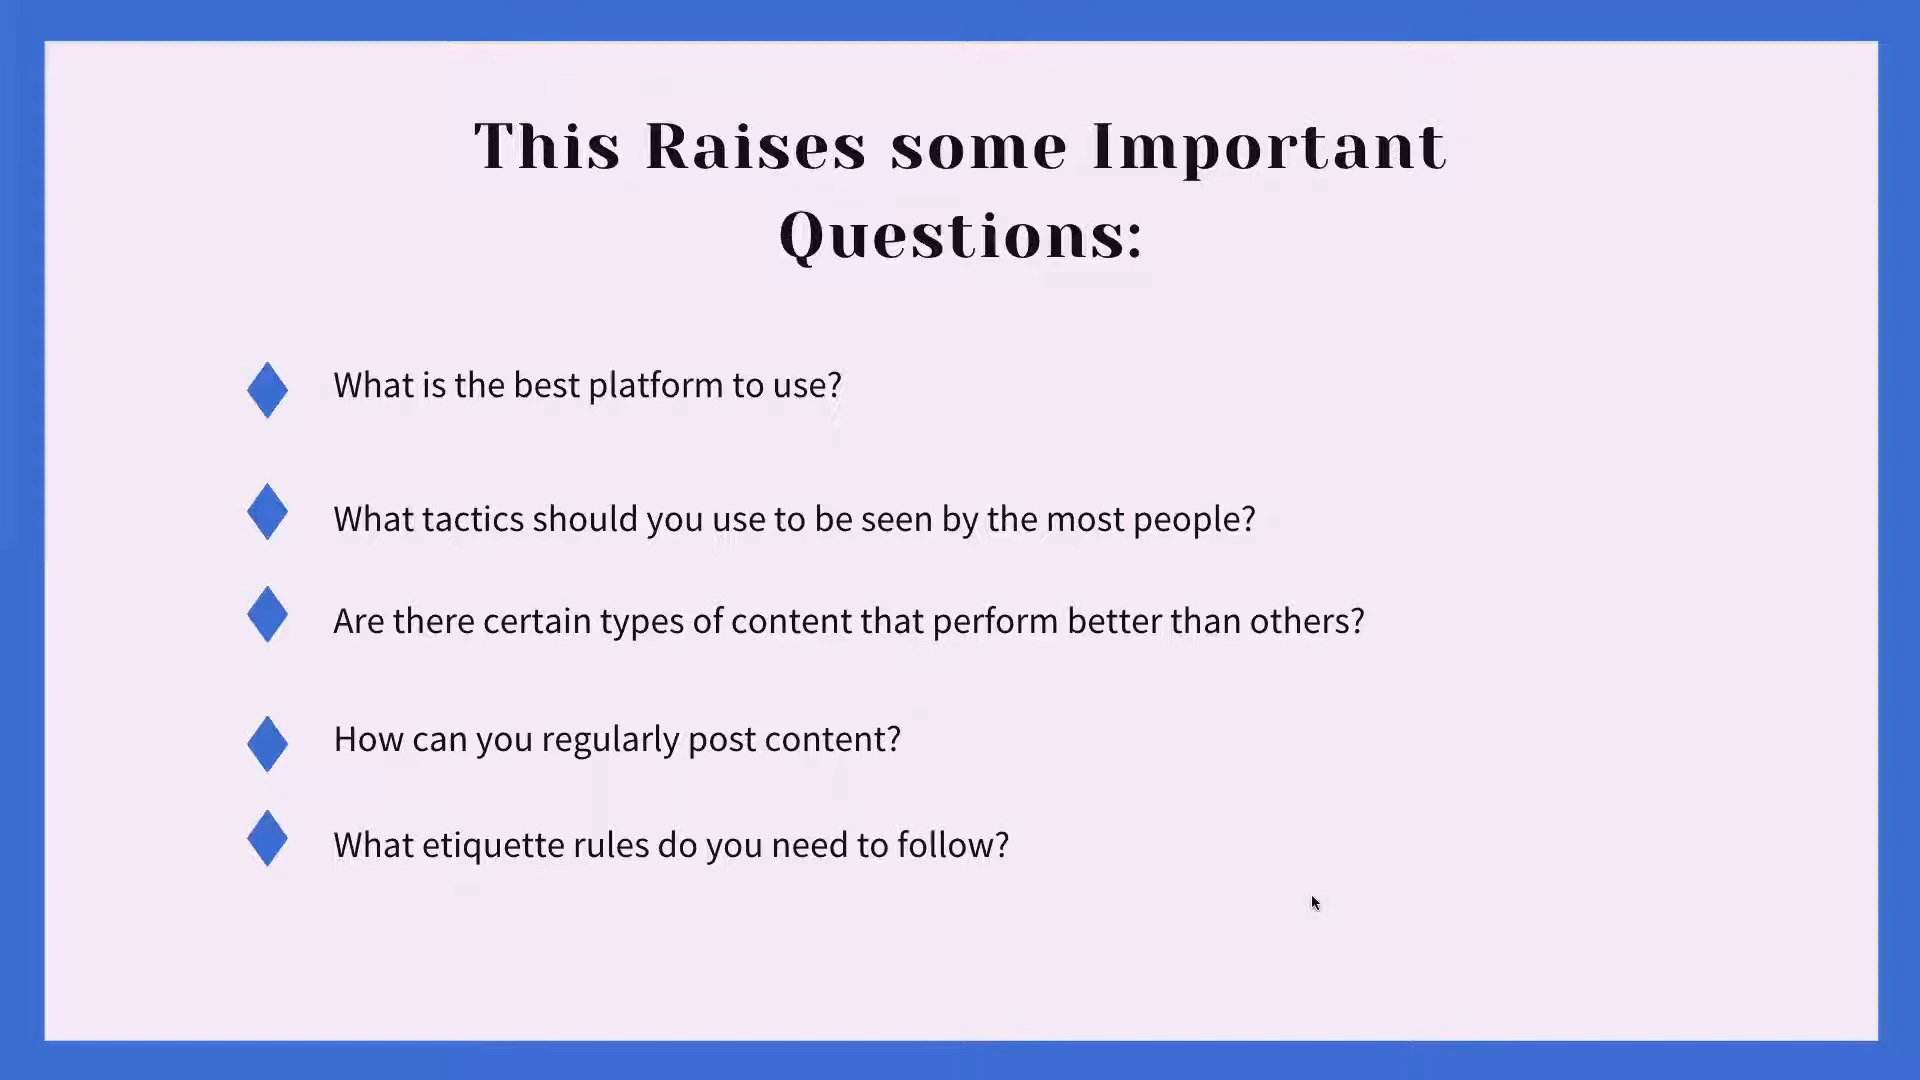 This Raises some Important
Questions:
What is the best platform to use?
What tactics should you use to be seen by the most people?
Are there certain types of content that perform better than others?
How can you regularly post content?
What etiquette rules do you need to follow?